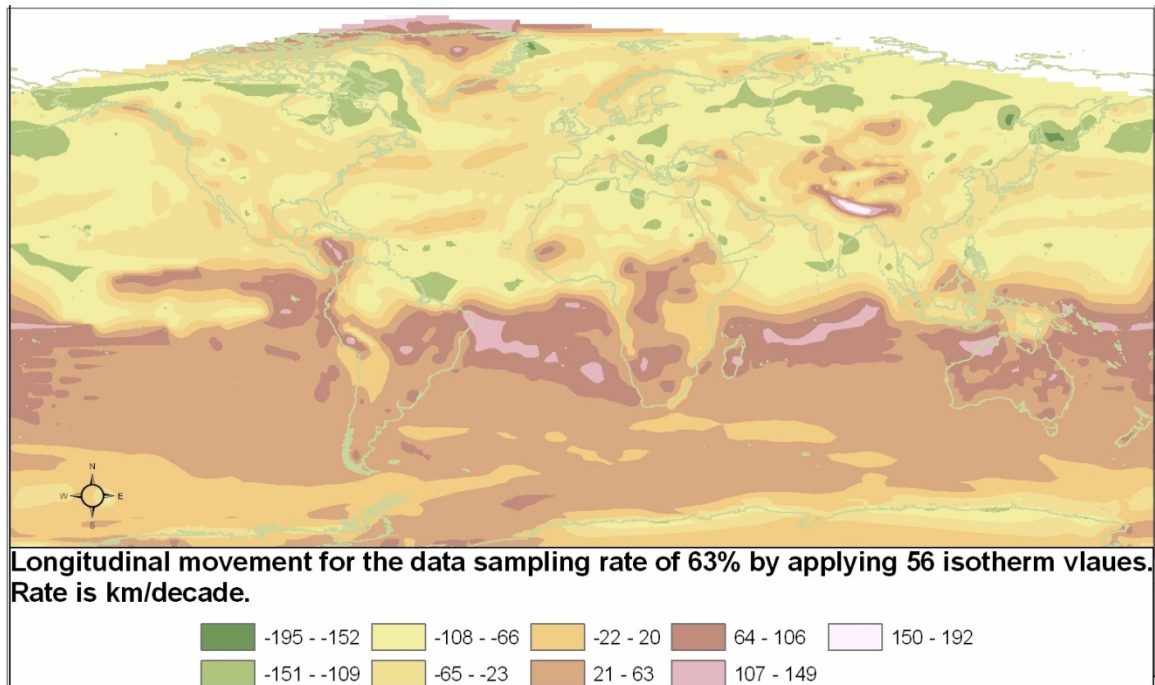 N
W E
S
Longitudinal movement for the data sampling rate of 63% by applying 56 isotherm vlaues.
Rate is km/decade.
-195 - -152 -108 - -66 -22 - 20 64 - 106 150 - 192
-151 - -109 -65 - -23 21 - 63 107 - 149